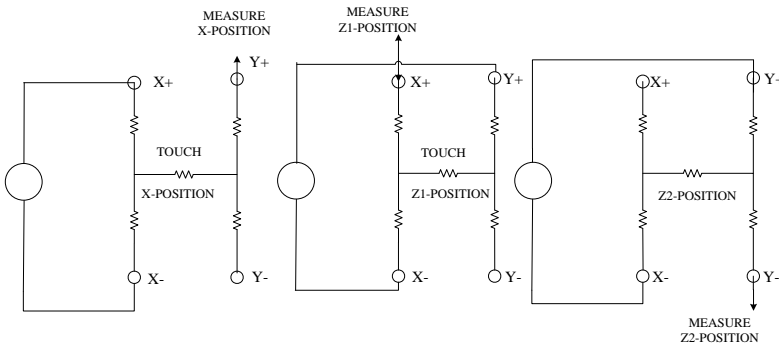 MEASURE
X-POSITION
X+
Y+
TOUCH
X-POSITION
X-
Y-
MEASURE
Z1-POSITION
X+
Y+
TOUCH
Z1-POSITION
X-
Y-
X+
Y-
Z2-POSITION
X-
Y-
MEASURE
Z2-POSITION